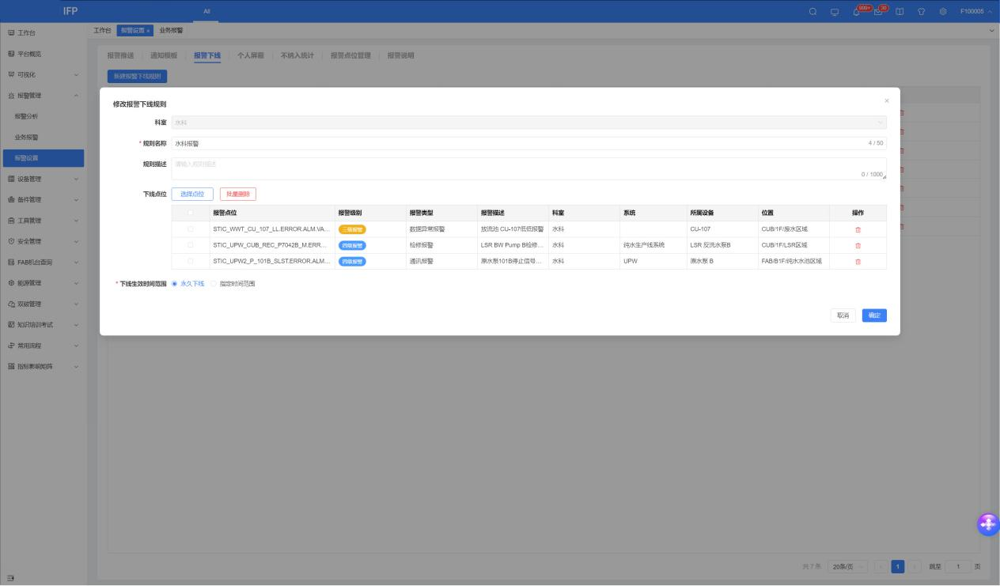 IFP All 999+ 30 F100005
工作台 工作台 报警设置 × 业务报警
平台概览 报警推送 通知模板 报警下线 个人屏蔽 不纳入统计 报警点位管理 报警说明
可视化 新建报警下线规则
报警管理
报警分析
业务报警
报警设置
设备管理
备件管理
工具管理
安全管理
FAB机台查询
能源管理
双碳管理
知识培训考试
常用流程
指标影响矩阵
修改报警下线规则
科室 水科
* 规则名称 水科报警 4 / 50
规则描述 请输入规则描述
0 / 1000
下线点位 选择点位 批量删除
报警点位 报警级别 报警类型 报警描述 科室 系统 所属设备 位置 操作
STIC_WWT_CU_107_LL.ERROR.ALM.VA... 三级报警 数据异常报警 放流池 CU-107低低报警 水科 CU-107 CUB/1F/废水区域
STIC_UPW_CUB_REC_P7042B_M.ERR... 四级报警 检修报警 LSR BW Pump B检修... 水科 纯水生产线系统 LSR 反洗水泵B CUB/1F/LSR区域
STIC_UPW2_P_101B_SLST.ERROR.ALM... 四级报警 通讯报警 原水泵101B停止信号... 水科 UPW 原水泵 B FAB/B1F/纯水水池区域
* 下线生效时间范围 永久下线 指定时间范围
取消 确定
共 7 条 20条/页 1 跳至 1 页